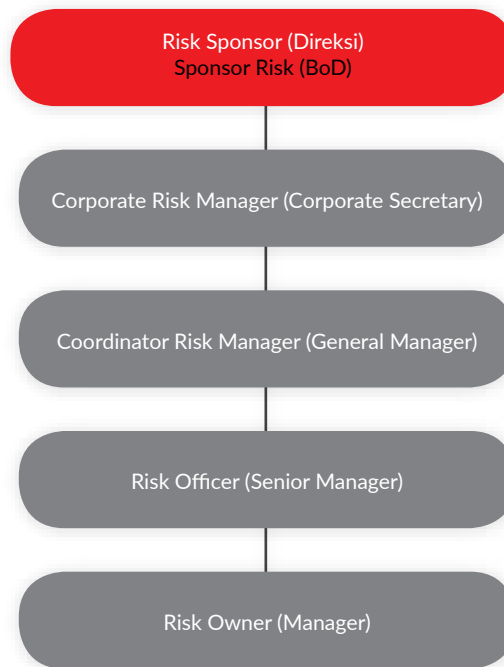 Risk Sponsor (Direksi)
Sponsor Risk (BoD)
Corporate Risk Manager (Corporate Secretary)
Coordinator Risk Manager (General Manager)
Risk Officer (Senior Manager)
Risk Owner (Manager)